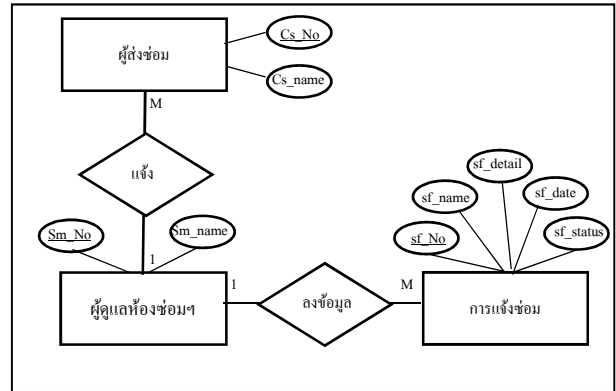 Cs_No
ผู้ส่งซ่อม
Cs_name
M
แจ้ง
sf_detail
sf_name
sf_date
Sm_No
Sm_name
sf_No
sf_status
1
ผู้ดูแลห้องซ่อมฯ
1
ลงข้อมูล
M
การแจ้งซ่อม